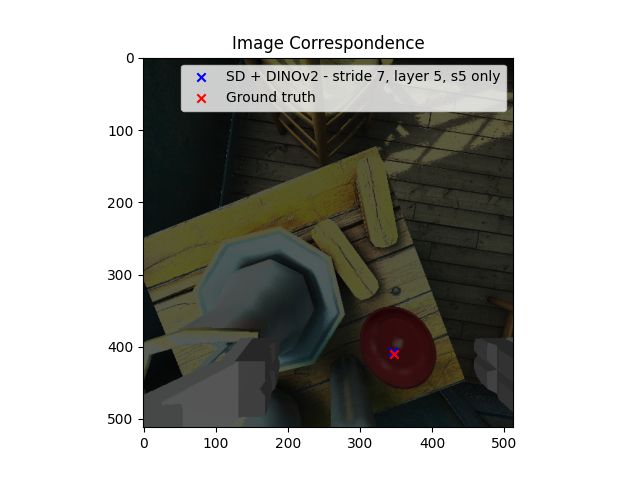 Image Correspondence
SD + DINOv2 - stride 7, layer 5, s5 only
Ground truth
0
100
200
300
400
500
0 100 200 300 400 500